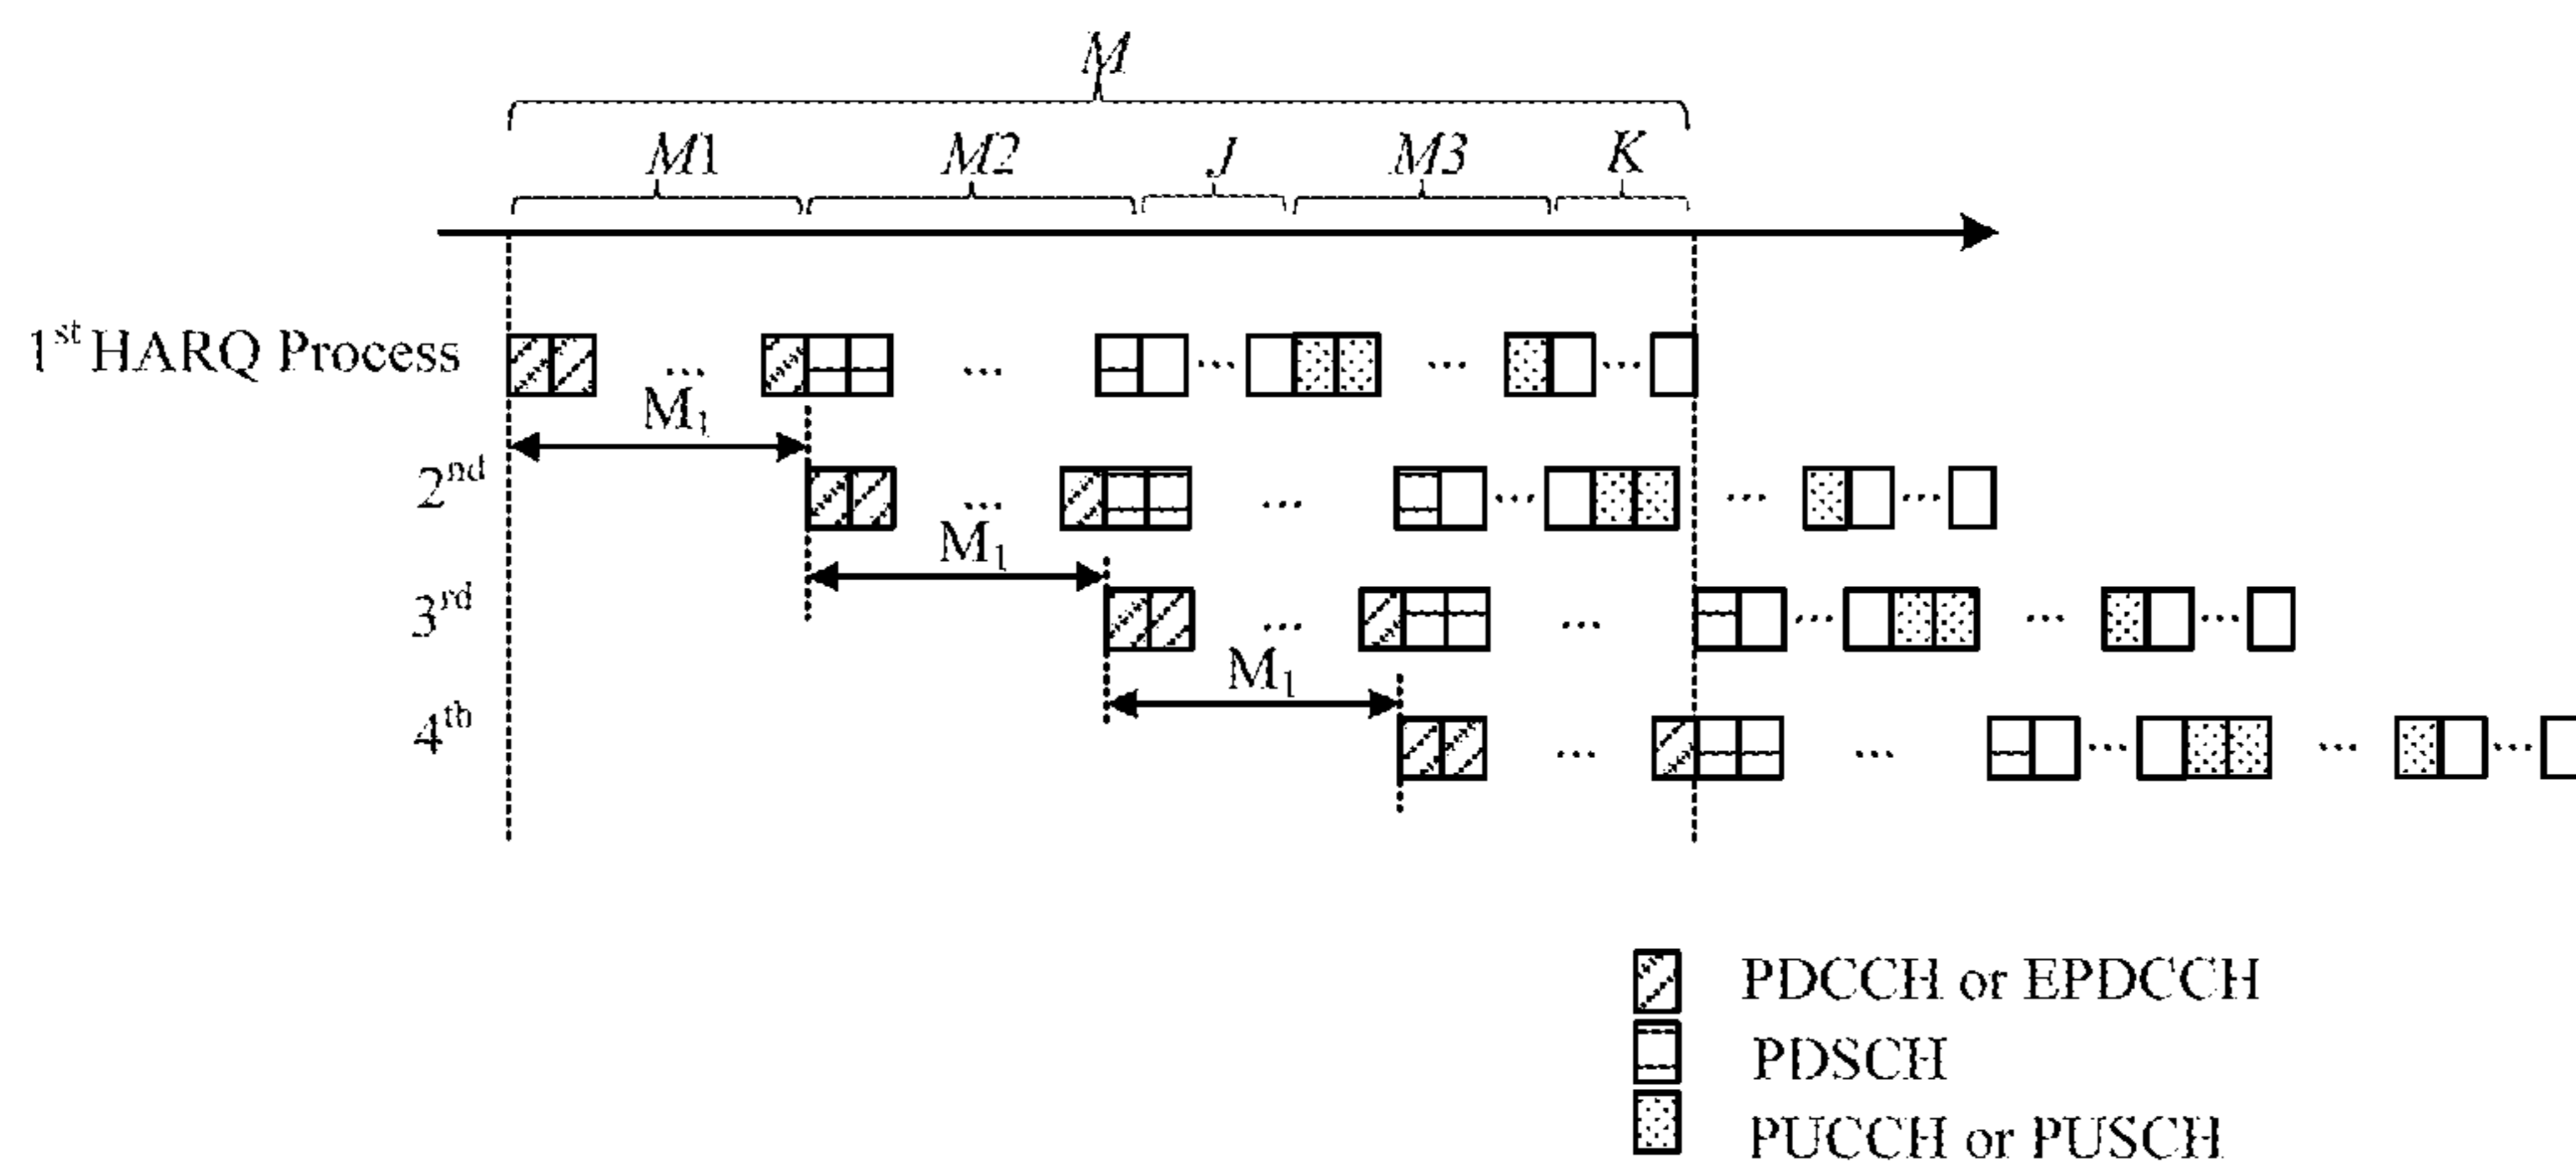 M
M1 M2 J M3 K
1st HARQ Process ... ... ... ... ...
M1
2nd ... ... ... ... ...
M1
3rd ... ... ... ... ...
M1
4th ... ... ... ... ...
PDCCH or EPDCCH
PDSCH
PUCCH or PUSCH